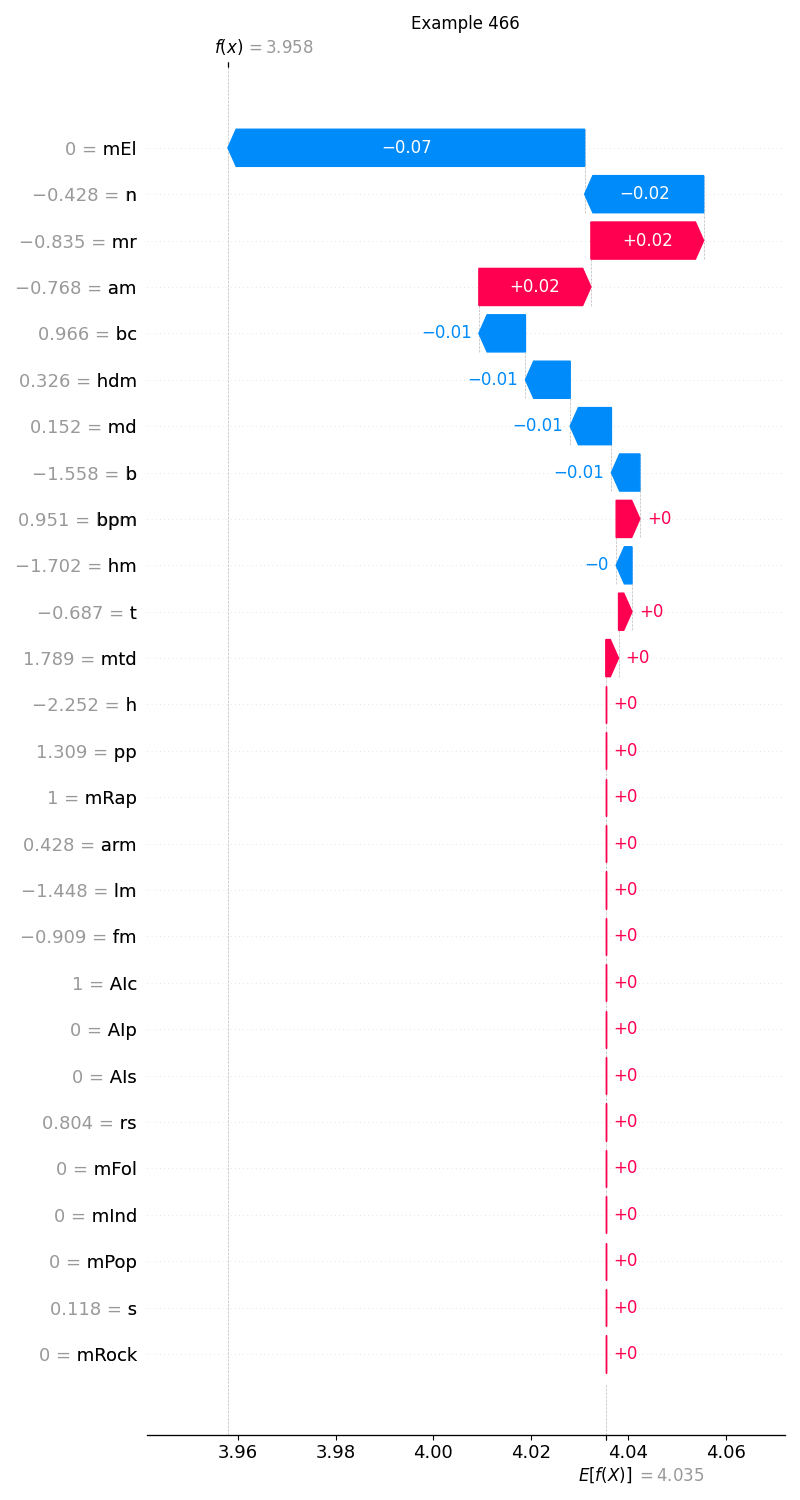 Example 466
f(x) = 3.958
0 = mEl −0.07
−0.428 = n −0.02
−0.835 = mr +0.02
−0.768 = am +0.02
0.966 = bc −0.01
0.326 = hdm −0.01
0.152 = md −0.01
−1.558 = b −0.01
0.951 = bpm +0
−1.702 = hm −0
−0.687 = t +0
1.789 = mtd +0
−2.252 = h +0
1.309 = pp +0
1 = mRap +0
0.428 = arm +0
−1.448 = lm +0
−0.909 = fm +0
1 = AIc +0
0 = AIp +0
0 = AIs +0
0.804 = rs +0
0 = mFol +0
0 = mInd +0
0 = mPop +0
0.118 = s +0
0 = mRock +0
3.96 3.98 4.00 4.02 4.04 4.06
E[f(X)] = 4.035